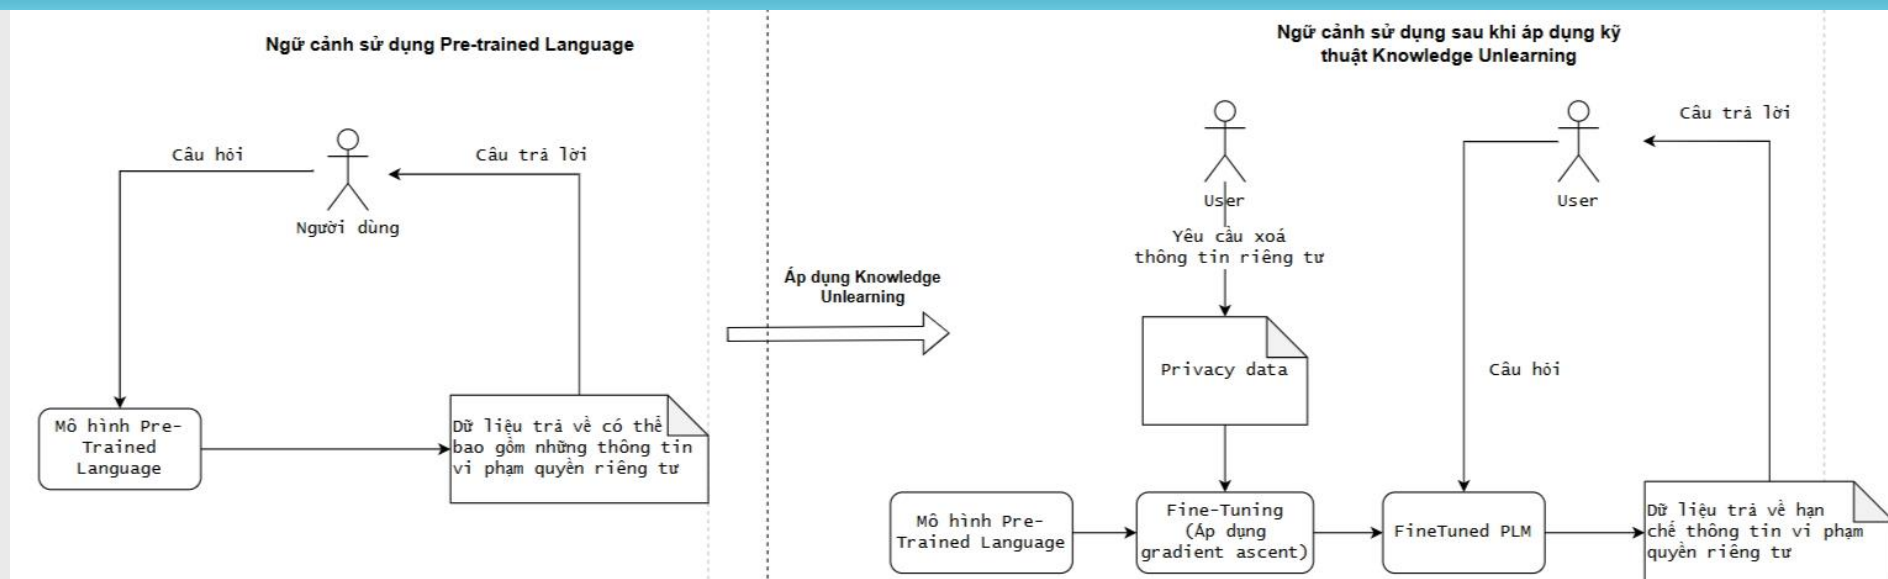 Ngữ cảnh sử dụng Pre-trained Language
Câu hỏi
Câu trả lời
Người dùng
Mô hình Pre-
Trained
Language
Dữ liệu trả về có thể
bao gồm những thông tin
vi phạm quyền riêng tư
Áp dụng Knowledge
Unlearning
Ngữ cảnh sử dụng sau khi áp dụng kỹ
thuật Knowledge Unlearning
User
Yêu cầu xoá
thông tin riêng tư
Privacy data
Câu trả lời
User
Câu hỏi
Mô hình Pre-
Trained Language
Fine-Tuning
(Áp dụng
gradient ascent)
FineTuned PLM
Dữ liệu trả về hạn
chế thông tin vi phạm
quyền riêng tư